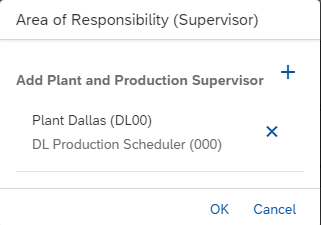 Area of Responsibility (Supervisor)
Add Plant and Production Supervisor
Plant Dallas (DL00)
DL Production Scheduler (000)
OK Cancel